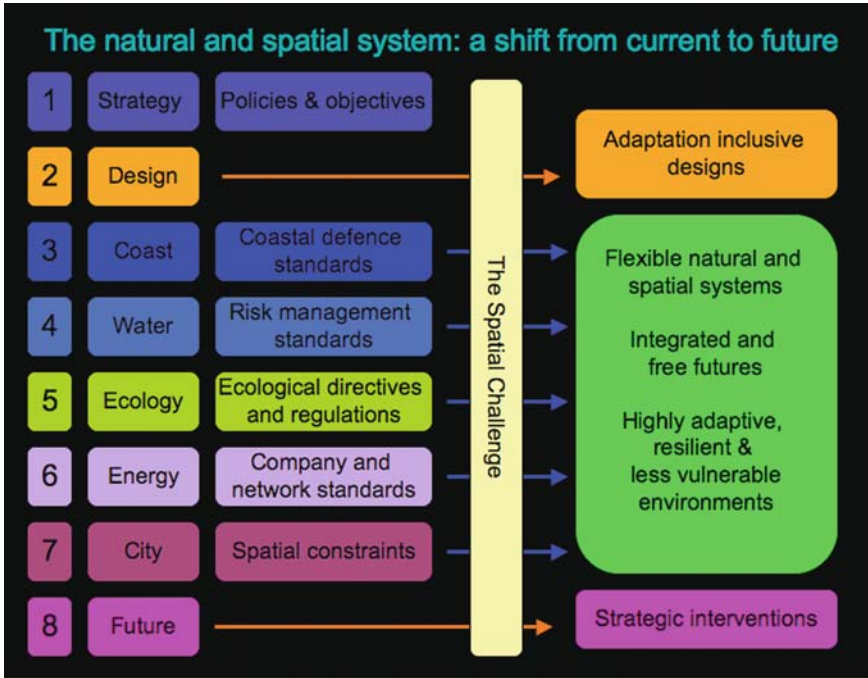 The natural and spatial system: a shift from current to future
1 Strategy Policies & objectives
2 Design
3 Coast Coastal defence
standards
4 Water Risk management
standards
5 Ecology Ecological directives
and regulations
6 Energy Company and
network standards
7 City Spatial constraints
8 Future
The Spatial Challenge
Adaptation inclusive
designs
Flexible natural and
spatial systems
Integrated and
free futures
Highly adaptive,
resilient &
less vulnerable
environments
Strategic interventions